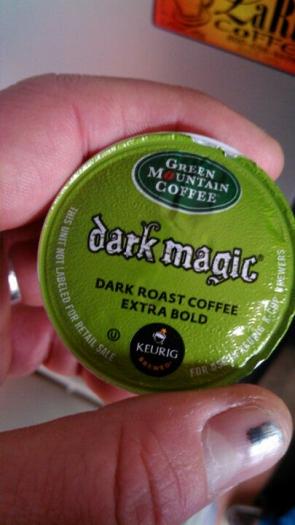 GREEN
MOUNTAIN
COFFEE
dark magic
DARK ROAST COFFEE
EXTRA BOLD
KEURIG
BREWED
THIS UNIT NOT LABELED FOR RETAIL SALE
FOR USE IN KEURIG K-CUP BREWERS
U
COFFEE